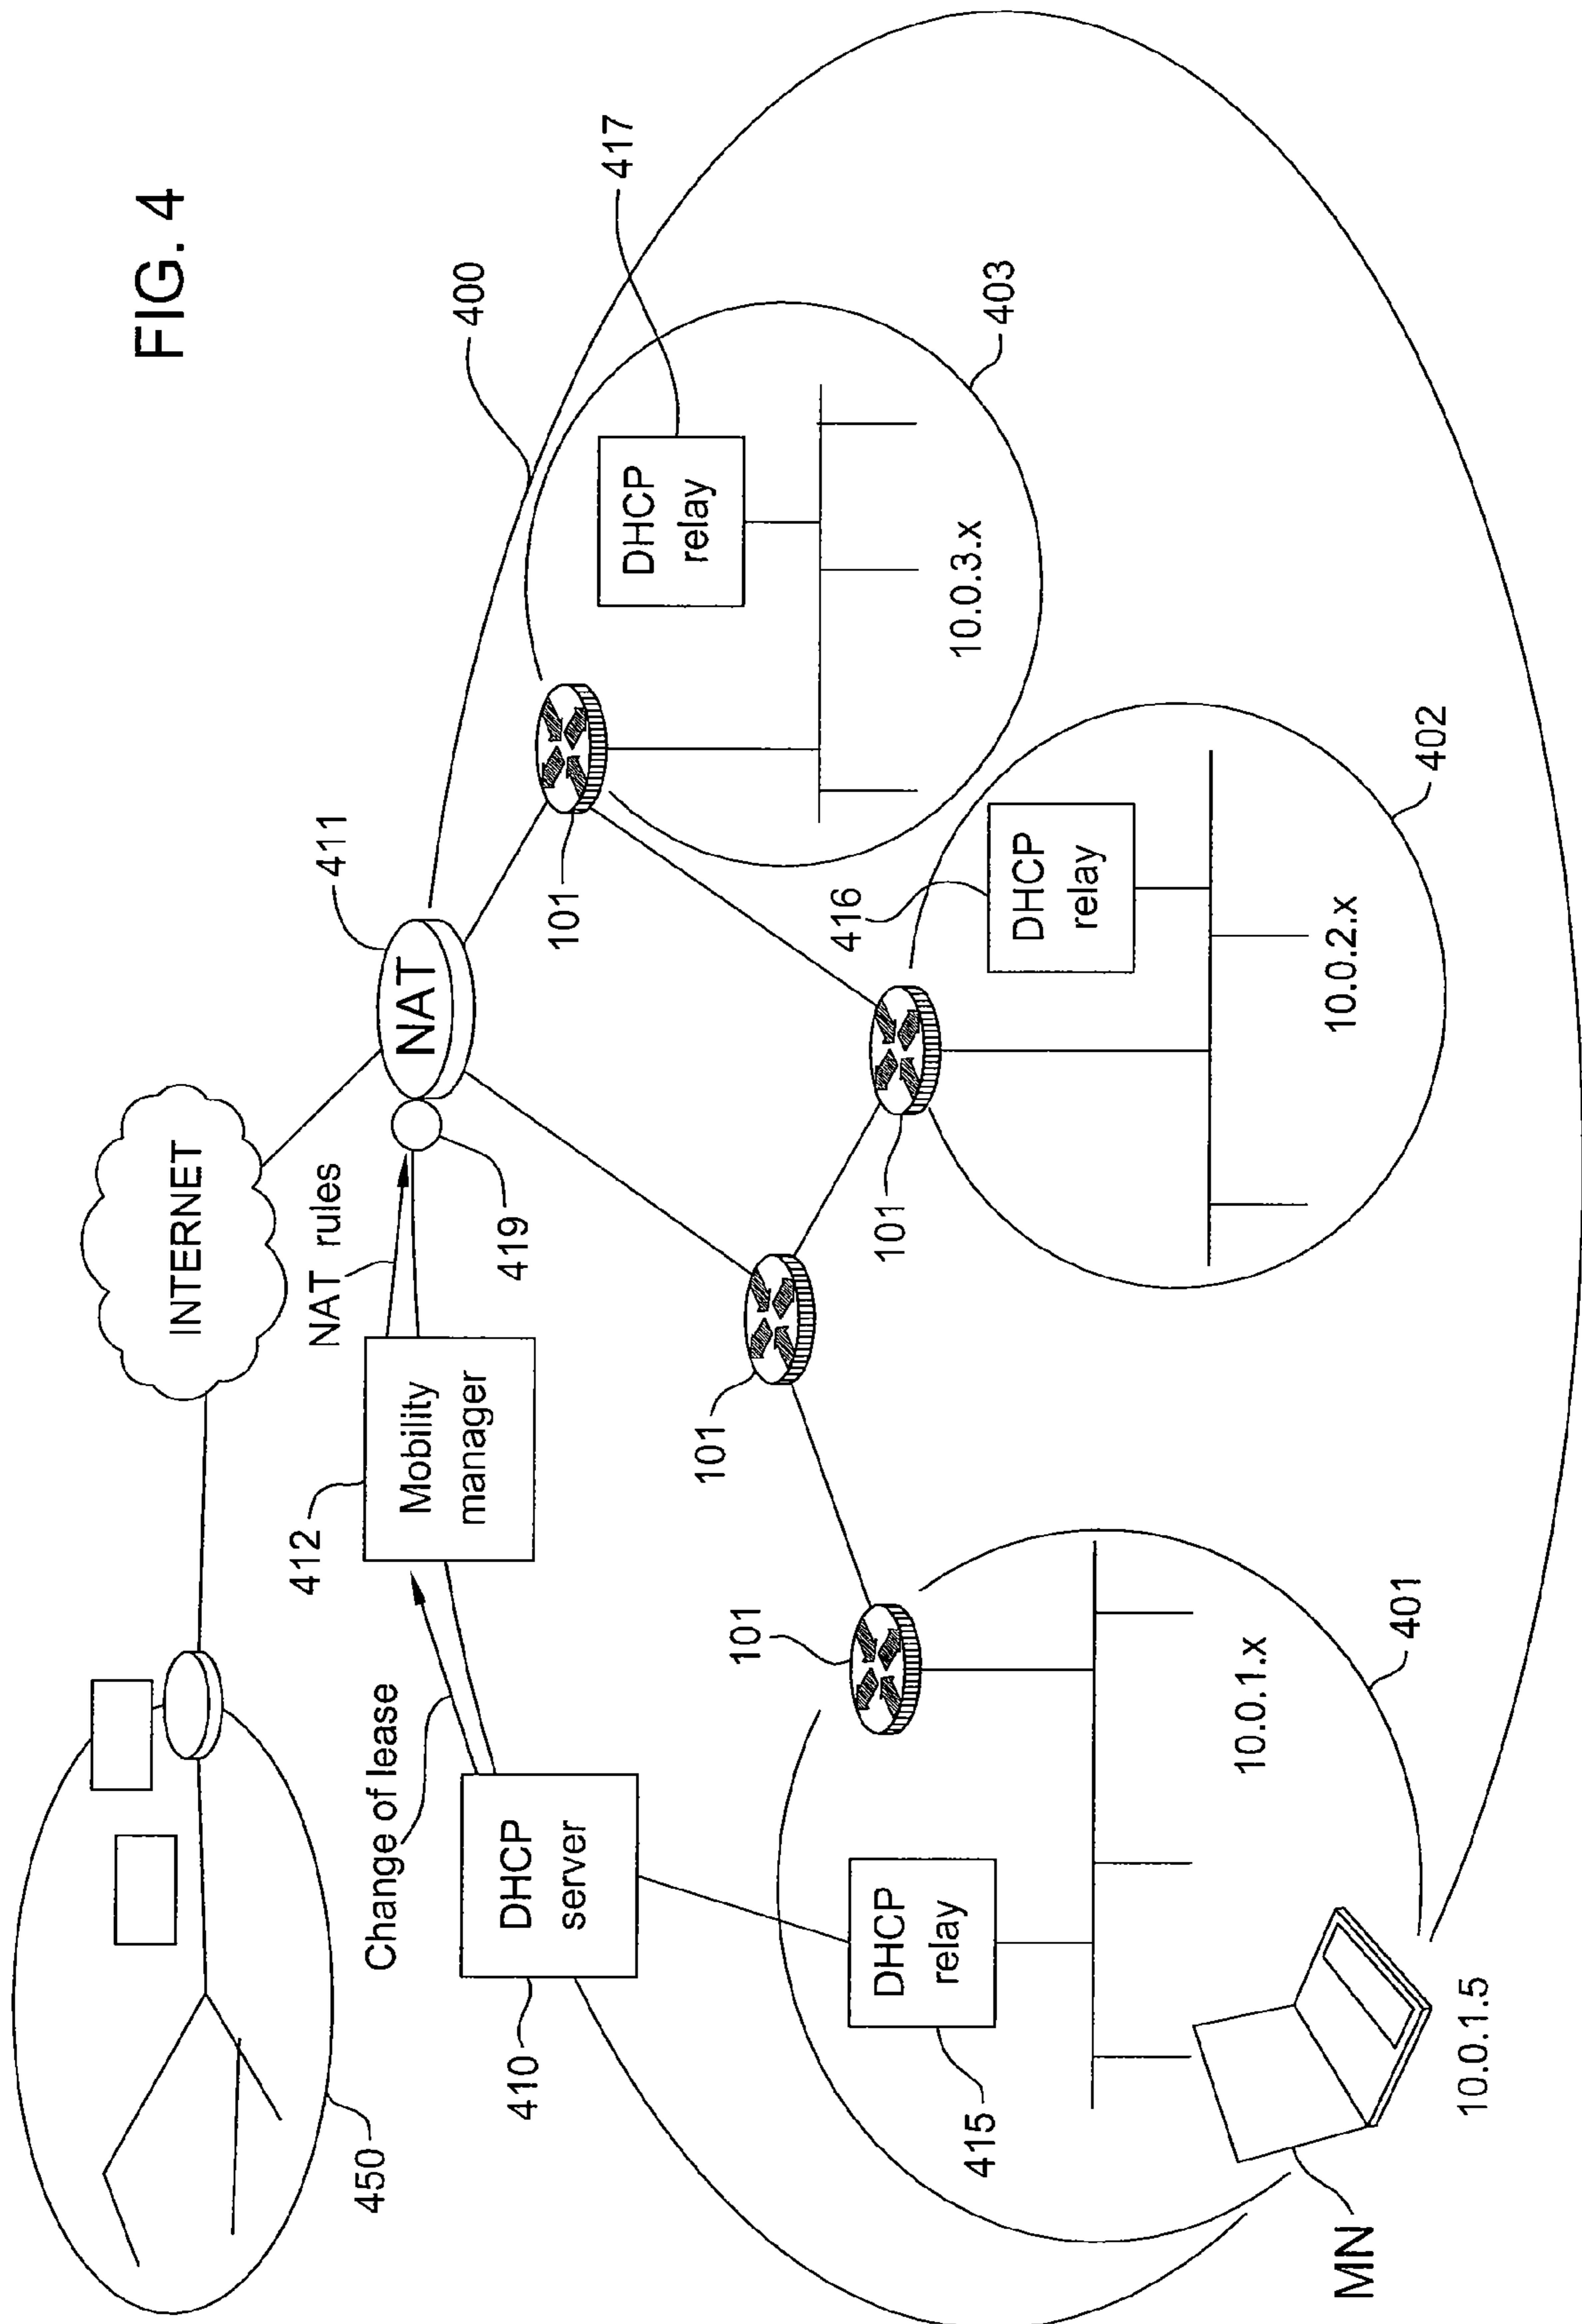 FIG. 4
INTERNET
450
Change of lease
412
Mobility
manager
NAT rules
419
NAT
411
400
417
DHCP
server
410
101
101
101
101
DHCP
relay
10.0.3.x
403
416
DHCP
relay
10.0.2.x
402
DHCP
relay
415
10.0.1.x
401
MN
10.0.1.5